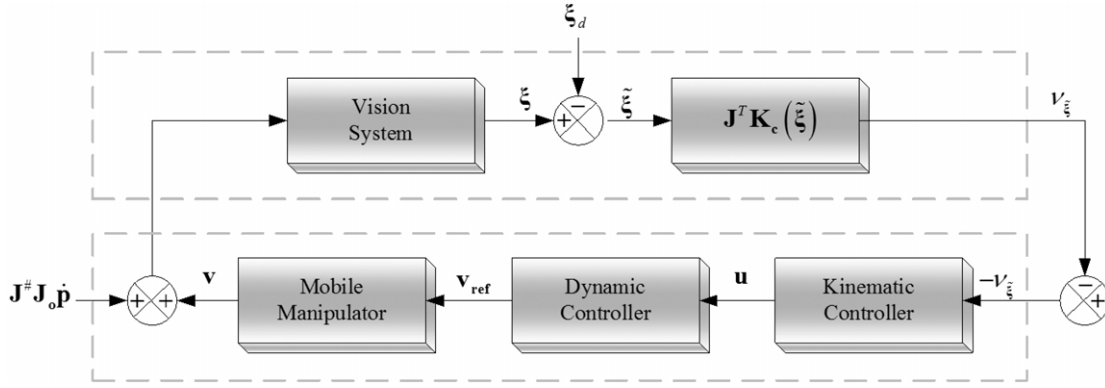 ξ_d
Vision
System
ξ
−
+
ξ̃
J^T K_c(ξ̃)
ν_ξ̃
J^# J_o ṗ
+
+
v
Mobile
Manipulator
v_ref
Dynamic
Controller
u
Kinematic
Controller
−ν_ξ̃
−
+